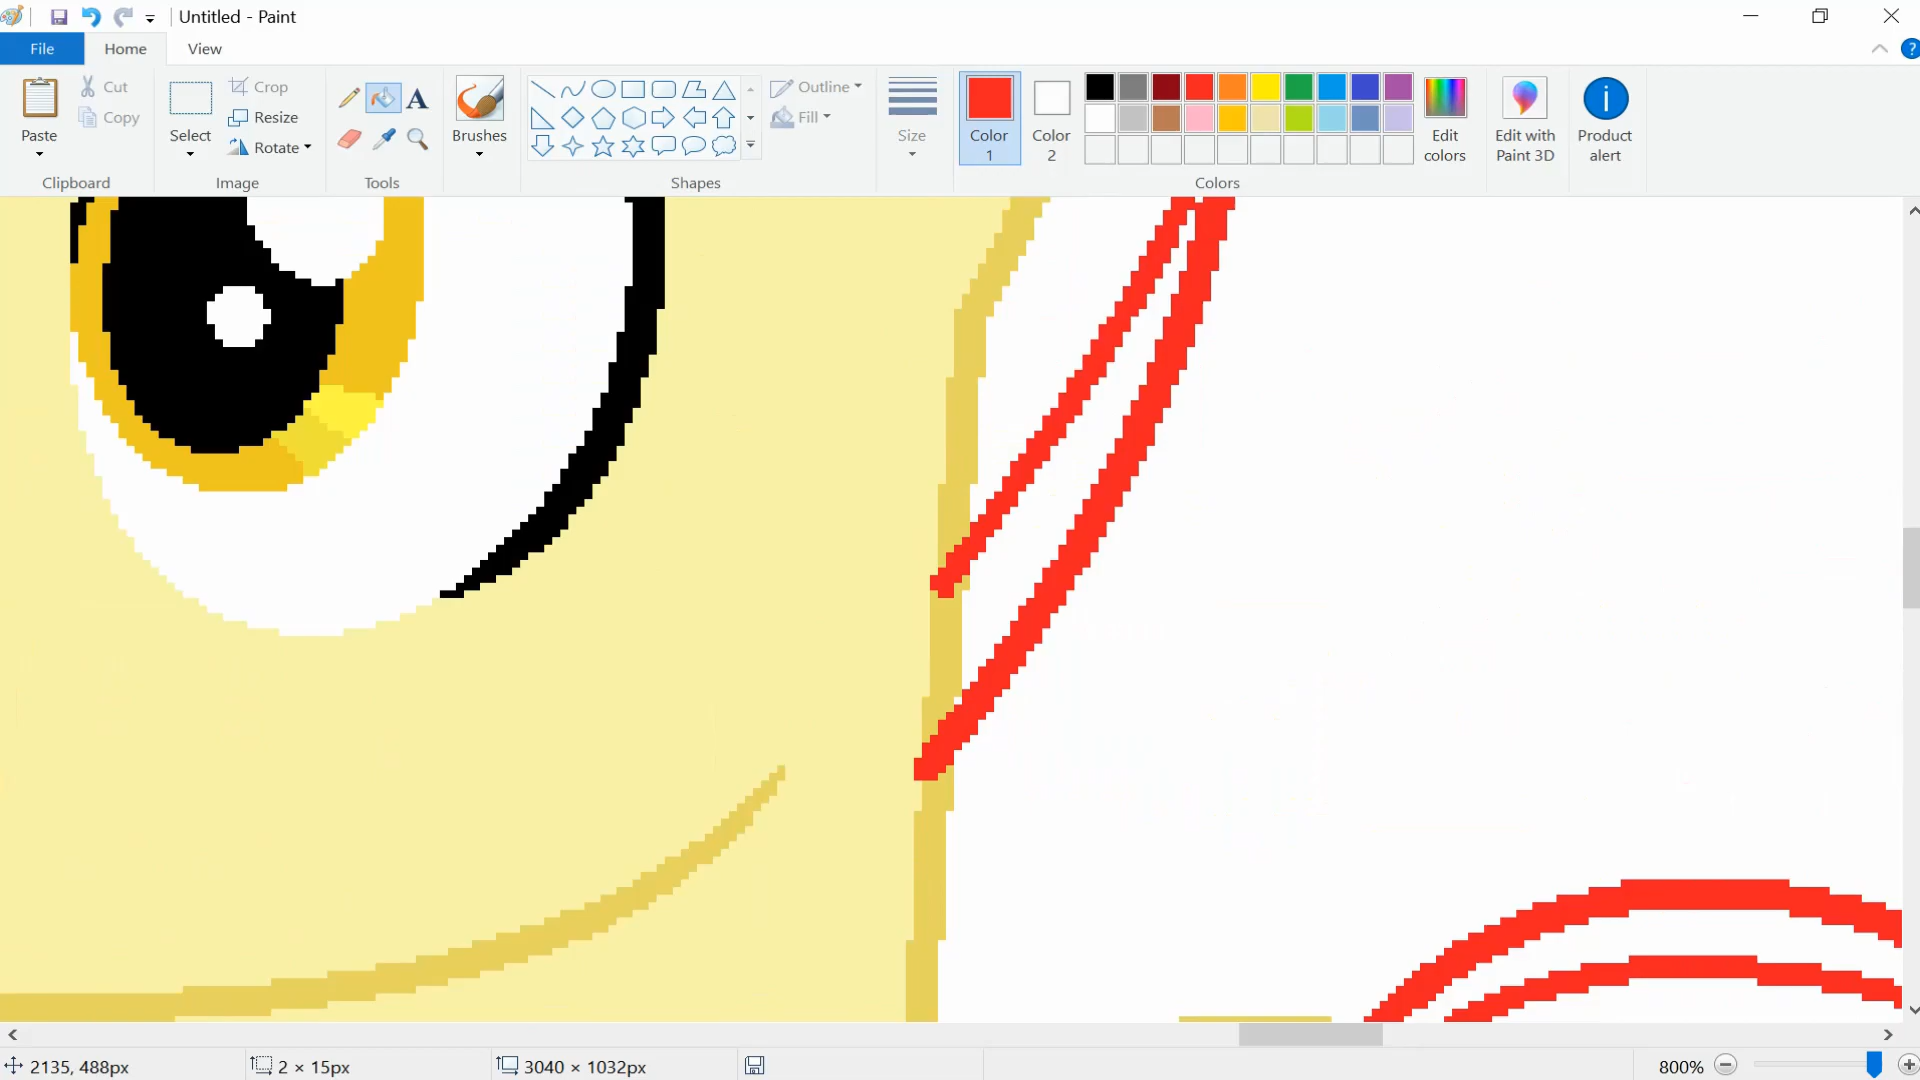 Untitled - Paint
File Home View
Paste Cut Copy
Clipboard
Select Crop Resize Rotate
Image
A
Tools
Brushes
Outline Fill
Shapes
Size
Color 1
Color 2
Edit colors
Colors
Edit with Paint 3D
Product alert
2135, 488px 2 × 15px 3040 × 1032px 800%